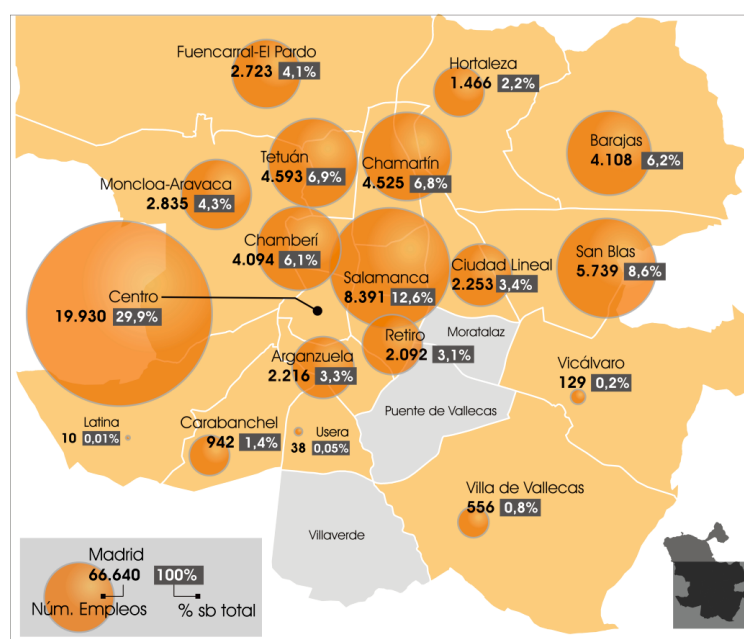 Fuencarral-El Pardo
2.723 4,1%
Hortaleza
1.466 2,2%
Barajas
4.108 6,2%
Tetuán
4.593 6,9%
Chamartín
4.525 6,8%
Moncloa-Aravaca
2.835 4,3%
Chamberí
4.094 6,1%
Salamanca
8.391 12,6%
Ciudad Lineal
2.253 3,4%
San Blas
5.739 8,6%
Centro
19.930 29,9%
Retiro
2.092 3,1%
Moratalaz
Arganzuela
2.216 3,3%
Vicálvaro
129 0,2%
Puente de Vallecas
Latina
10 0,01%
Carabanchel
942 1,4%
Usera
38 0,05%
Villa de Vallecas
556 0,8%
Villaverde
Madrid
66.640 100%
Núm. Empleos % sb total